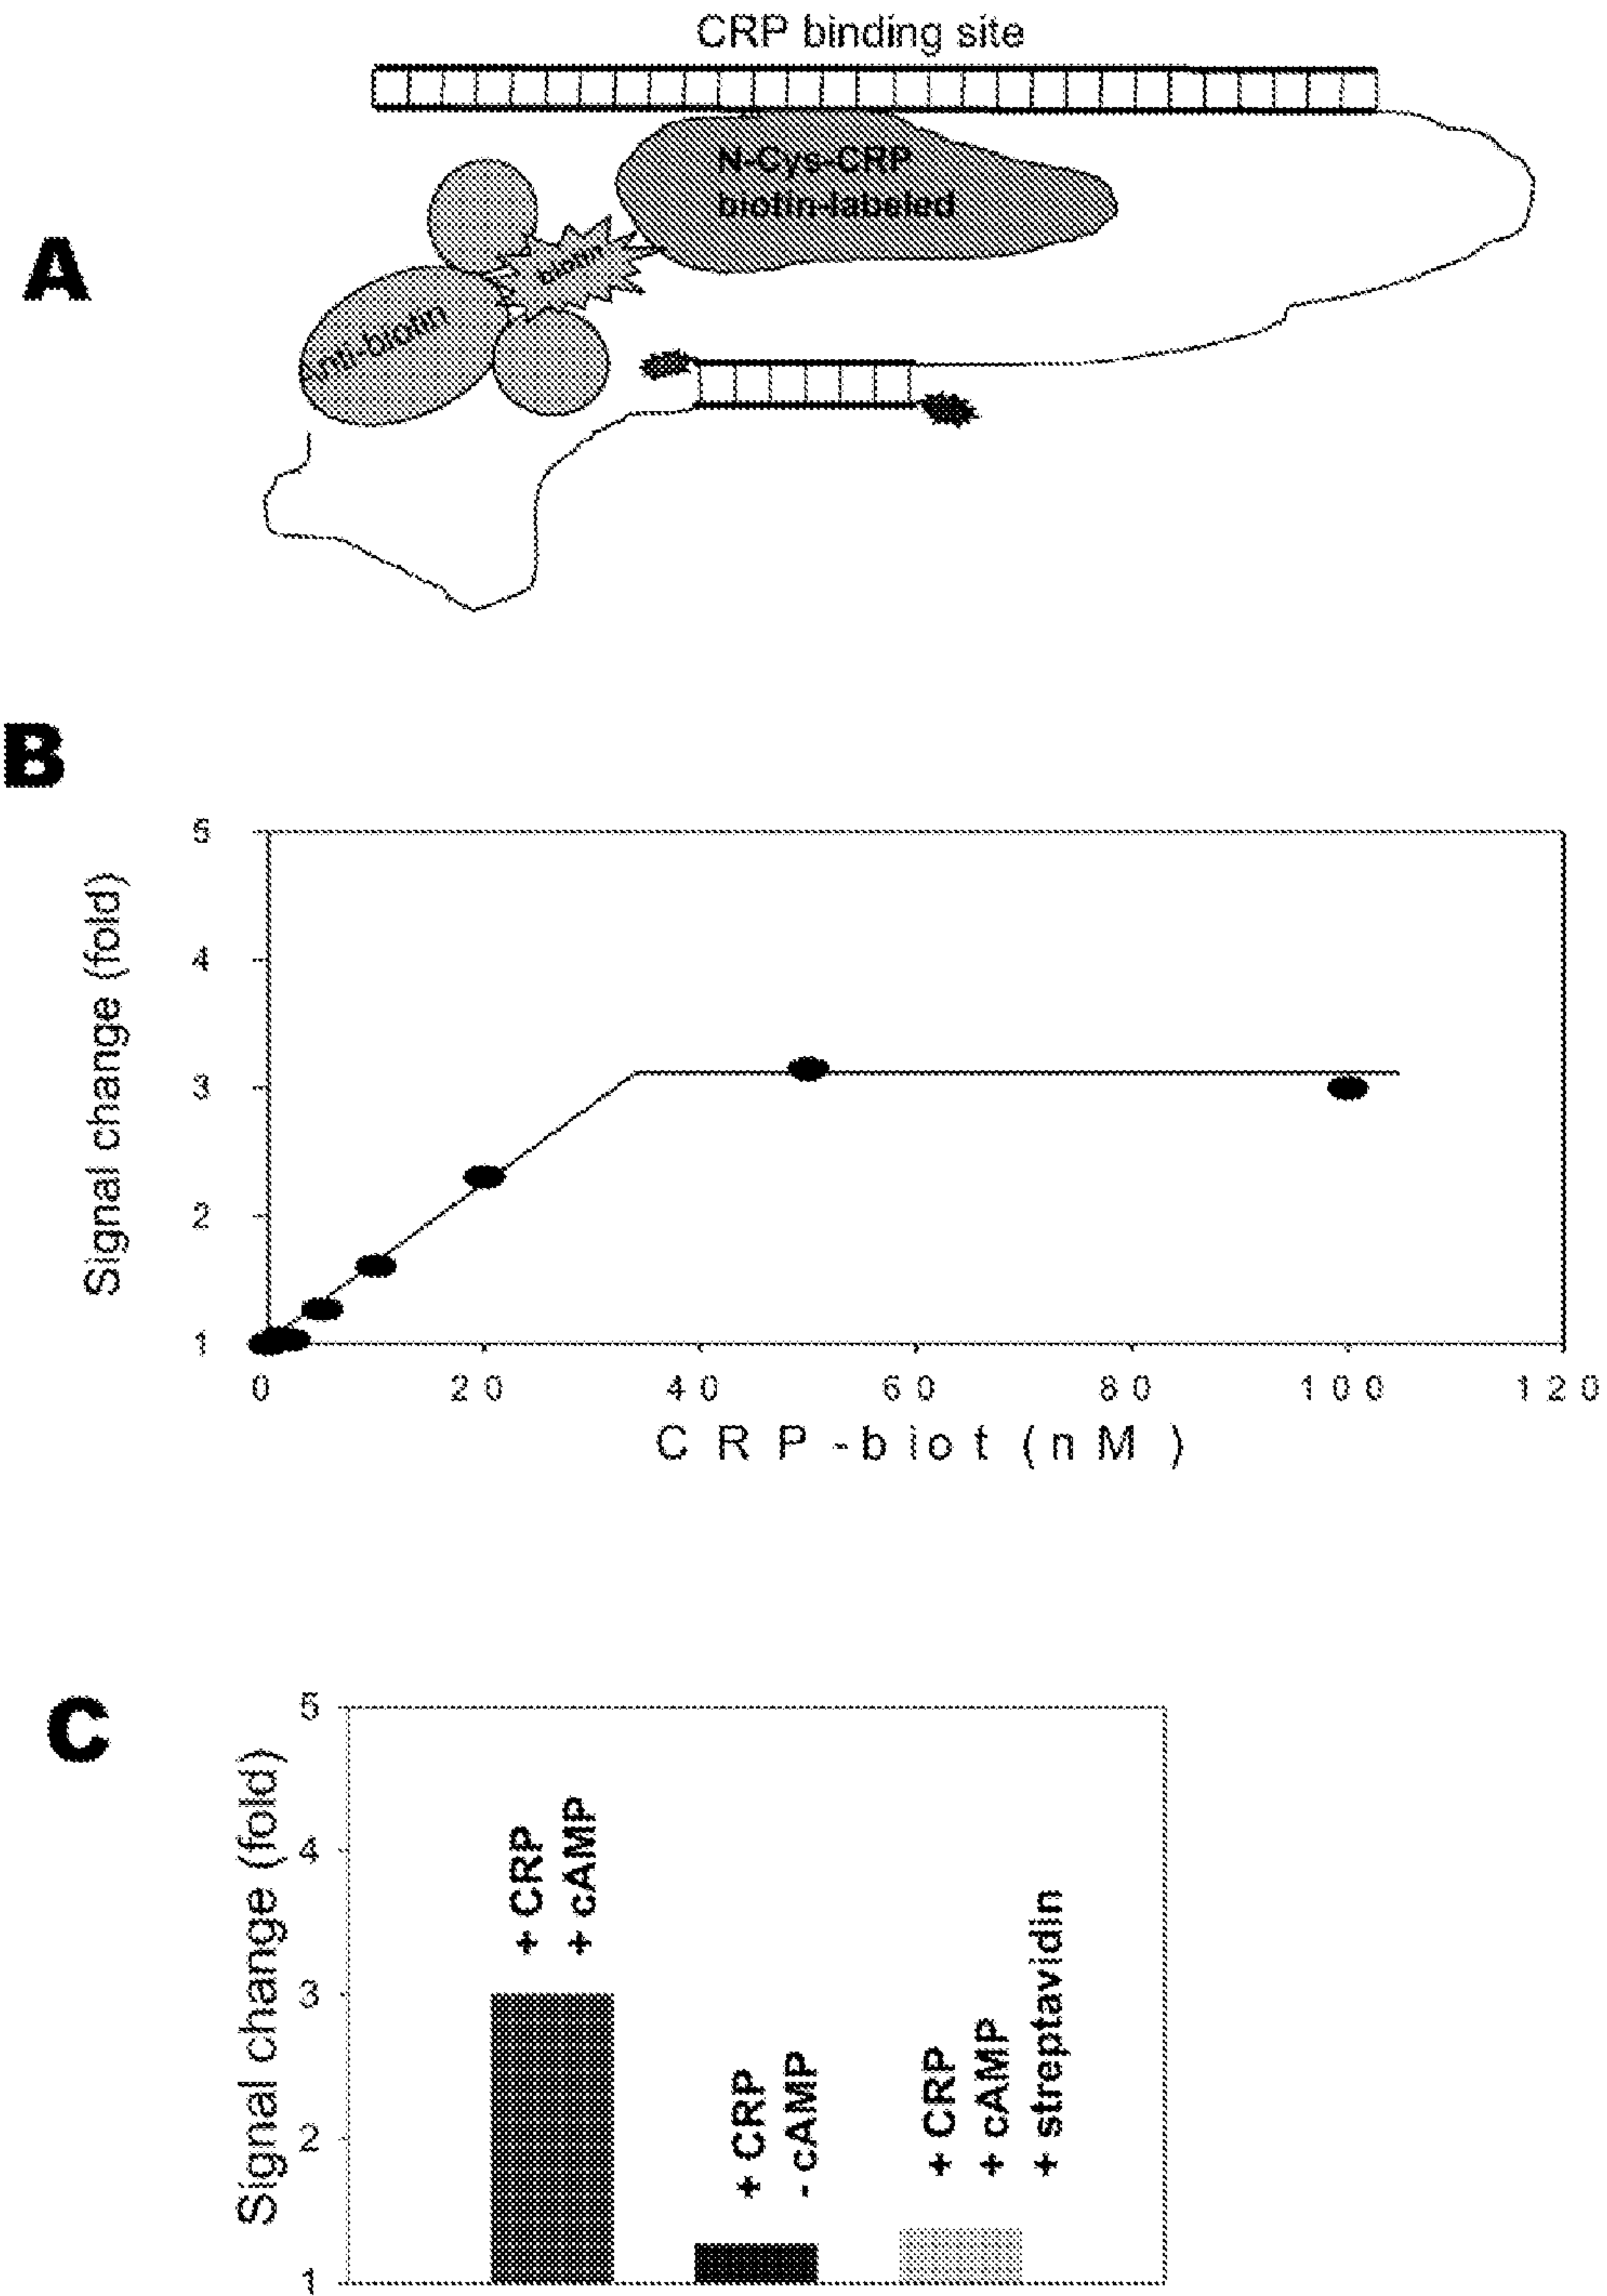 CRP binding site
N-Cys-CRP
biotin-labeled
A
biotin
Anti-biotin
B
5
4
3
2
1
Signal change (fold)
0 20 40 60 80 100 120
CRP-biot (nM)
C
5
4
3
2
1
Signal change (fold)
+ CRP
+ cAMP
+ CRP
- cAMP
+ CRP
+ cAMP
+ streptavidin